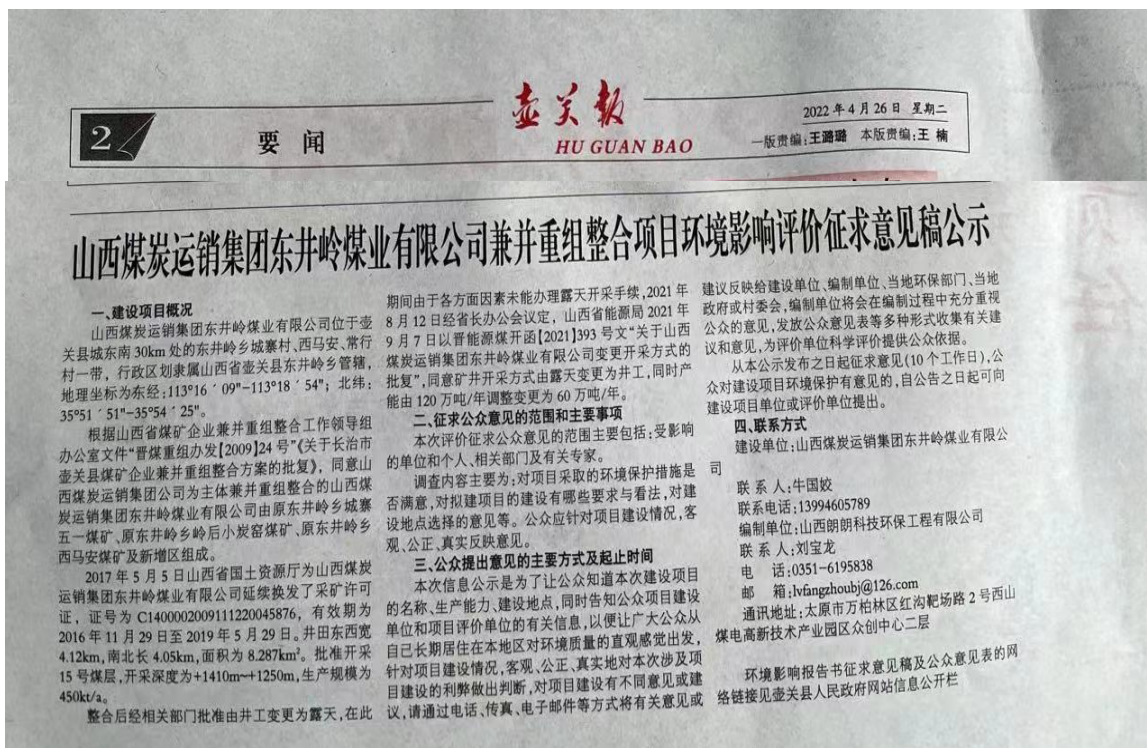 2
要 闻
壶关报
HU GUAN BAO
2022年4月26日 星期二
一版责编:王潞璐 本版责编:王 楠
山西煤炭运销集团东井岭煤业有限公司兼并重组整合项目环境影响评价征求意见稿公示
一、建设项目概况
山西煤炭运销集团东井岭煤业有限公司位于壶
关县城东南30km处的东井岭乡城寨村、西马安、常行
村一带，行政区划隶属山西省壶关县东井岭乡管辖,
地理坐标为东经:113°16′09"-113°18′54"；北纬:
35°51′51"-35°54′25"。
根据山西省煤矿企业兼并重组整合工作领导组
办公室文件“晋煤重组办发【2009】24号”《关于长治市
壶关县煤矿企业兼并重组整合方案的批复》，同意山
西煤炭运销集团公司为主体兼并重组整合的山西煤
炭运销集团东井岭煤业有限公司由原东井岭乡城寨
五一煤矿、原东井岭乡岭后小炭窑煤矿、原东井岭乡
西马安煤矿及新增区组成。
2017年5月5日山西省国土资源厅为山西煤炭
运销集团东井岭煤业有限公司延续换发了采矿许可
证，证号为C1400002009111220045876，有效期为
2016年11月29日至2019年5月29日。井田东西宽
4.12km,南北长4.05km,面积为8.287km²。批准开采
15号煤层,开采深度为+1410m~+1250m,生产规模为
450kt/a。
整合后经相关部门批准由井工变更为露天,在此
期间由于各方面因素未能办理露天开采手续,2021年
8月12日经省长办公会议定，山西省能源局2021年
9月7日以晋能源煤开函【2021】393号文“关于山西
煤炭运销集团东井岭煤业有限公司变更开采方式的
批复”,同意矿井开采方式由露天变更为井工,同时产
能由120万吨/年调整变更为60万吨/年。
二、征求公众意见的范围和主要事项
本次评价征求公众意见的范围主要包括:受影响
的单位和个人、相关部门及有关专家。
调查内容主要为:对项目采取的环境保护措施是
否满意,对拟建项目的建设有哪些要求与看法,对建
设地点选择的意见等。公众应针对项目建设情况,客
观、公正、真实反映意见。
三、公众提出意见的主要方式及起止时间
本次信息公示是为了让公众知道本次建设项目
的名称、生产能力、建设地点,同时告知公众项目建设
单位和项目评价单位的有关信息,以便让广大公众从
自已长期居住在本地区对环境质量的直观感觉出发,
针对项目建设情况,客观、公正、真实地对本次涉及项
目建设的利弊做出判断,对项目建设有不同意见或建
议,请通过电话、传真、电子邮件等方式将有关意见或
建议反映给建设单位、编制单位、当地环保部门、当地
政府或村委会,编制单位将会在编制过程中充分重视
公众的意见,发放公众意见表等多种形式收集有关建
议和意见,为评价单位科学评价提供公众依据。
从本公示发布之日起征求意见(10个工作日),公
众对建设项目环境保护有意见的,自公告之日起可向
建设项目单位或评价单位提出。
四、联系方式
建设单位:山西煤炭运销集团东井岭煤业有限公
司
联 系 人:牛国姣
联系电话:13994605789
编制单位:山西朗朗科技环保工程有限公司
联 系 人:刘宝龙
电 话:0351-6195838
邮 箱:lvfangzhoubj@126.com
通讯地址:太原市万柏林区红沟靶场路2号西山
煤电高新技术产业园区众创中心二层
环境影响报告书征求意见稿及公众意见表的网
络链接见壶关县人民政府网站信息公开栏